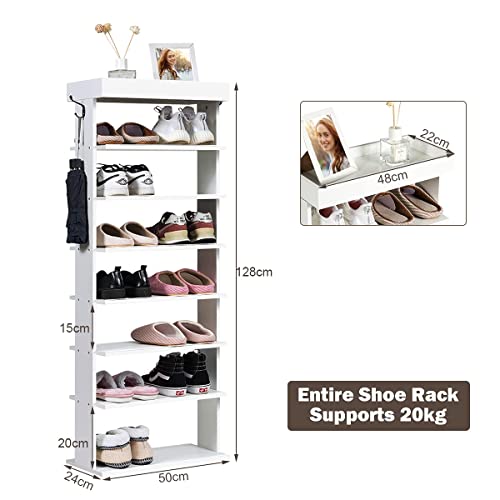 22cm
48cm
128cm
15cm
20cm
24cm
50cm
Entire Shoe Rack
Supports 20kg